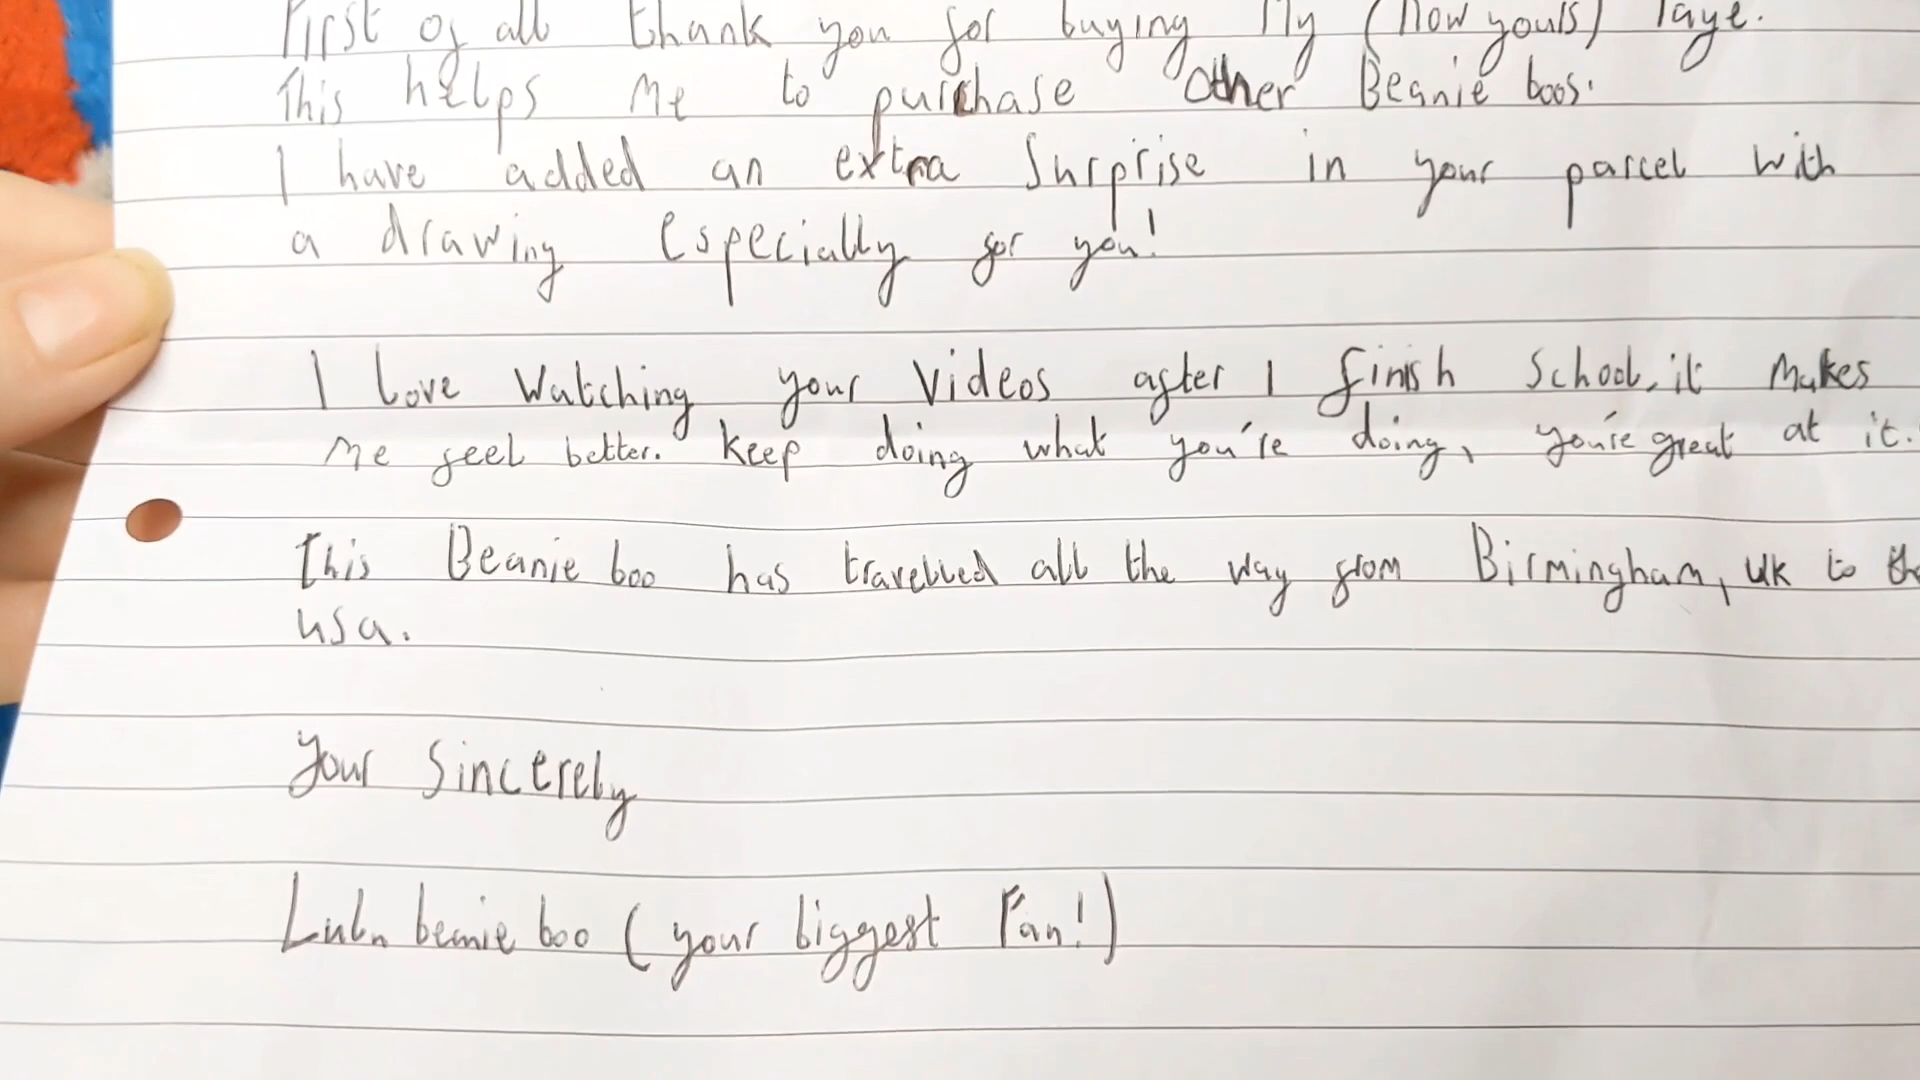 First of all thank you for buying My (now yours)
This helps me to purchase other Beanie boos.
I have added an extra Surprise in your parcel with
a drawing especially for you!
I love watching your Videos after I finish School, it makes
me feel better. Keep doing what you're doing, you're great at it.
This Beanie boo has travelled all the way from Birmingham, UK to
USA.
Your Sincerely
beanie boo (your biggest Fan!)